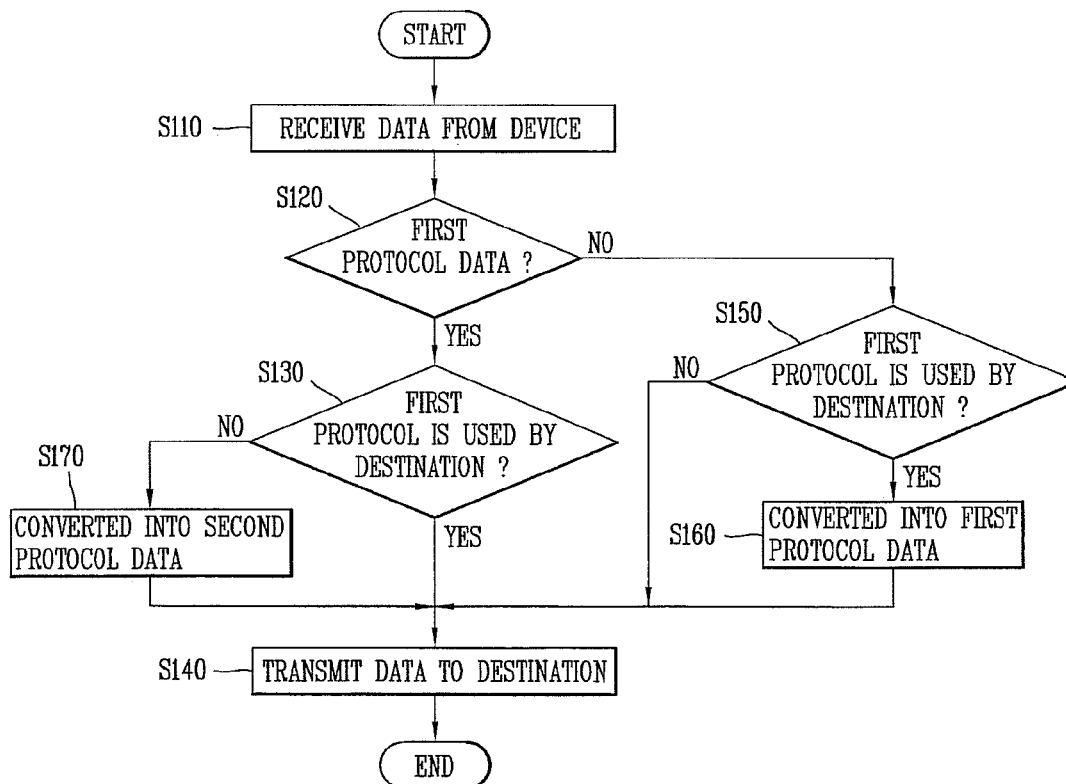 START
S110
RECEIVE DATA FROM DEVICE
S120
FIRST
PROTOCOL DATA ?
NO
YES
S150
FIRST
PROTOCOL IS USED BY
DESTINATION ?
NO
YES
S130
FIRST
PROTOCOL IS USED BY
DESTINATION ?
NO
YES
S170
CONVERTED INTO SECOND
PROTOCOL DATA
S160
CONVERTED INTO FIRST
PROTOCOL DATA
S140
TRANSMIT DATA TO DESTINATION
END